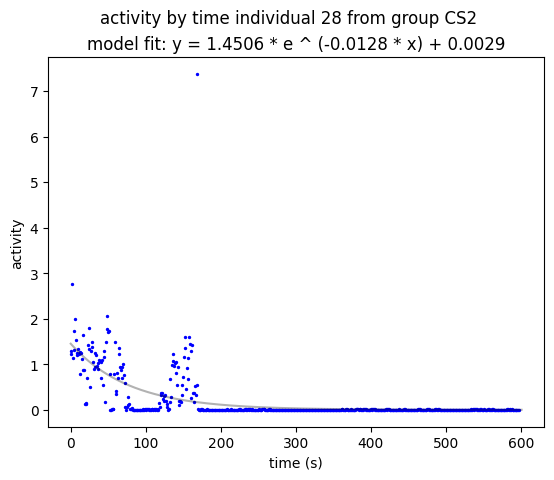 activity by time individual 28 from group CS2
model fit: y = 1.4506 * e ^ (-0.0128 * x) + 0.0029
7
6
5
4
3
2
1
0
activity
0 100 200 300 400 500 600
time (s)